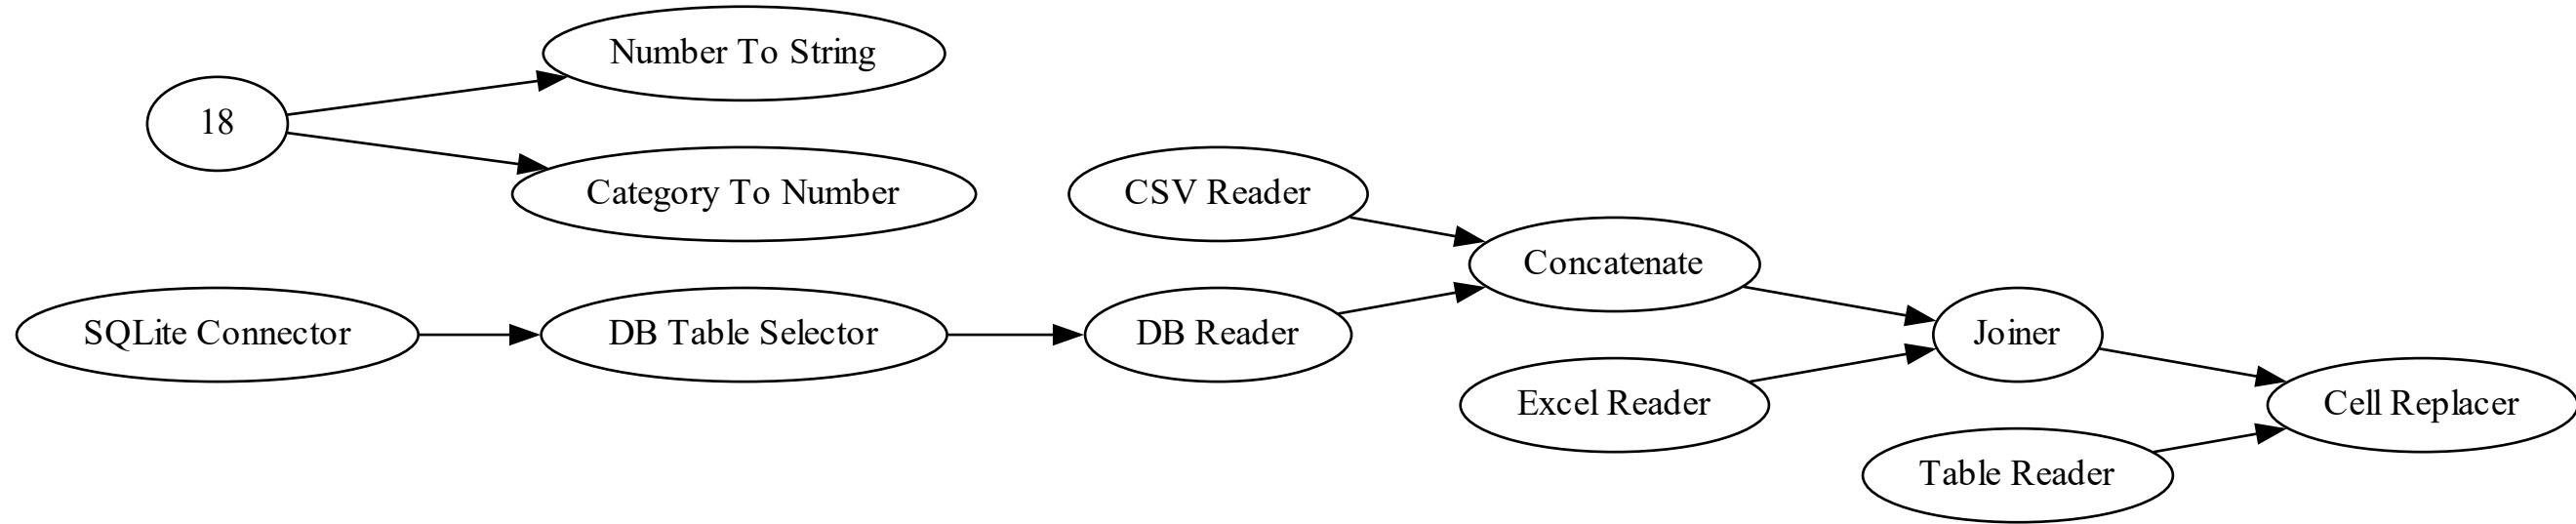 Number To String
18
Category To Number
CSV Reader
Concatenate
SQLite Connector
DB Table Selector
DB Reader
Joiner
Excel Reader
Cell Replacer
Table Reader